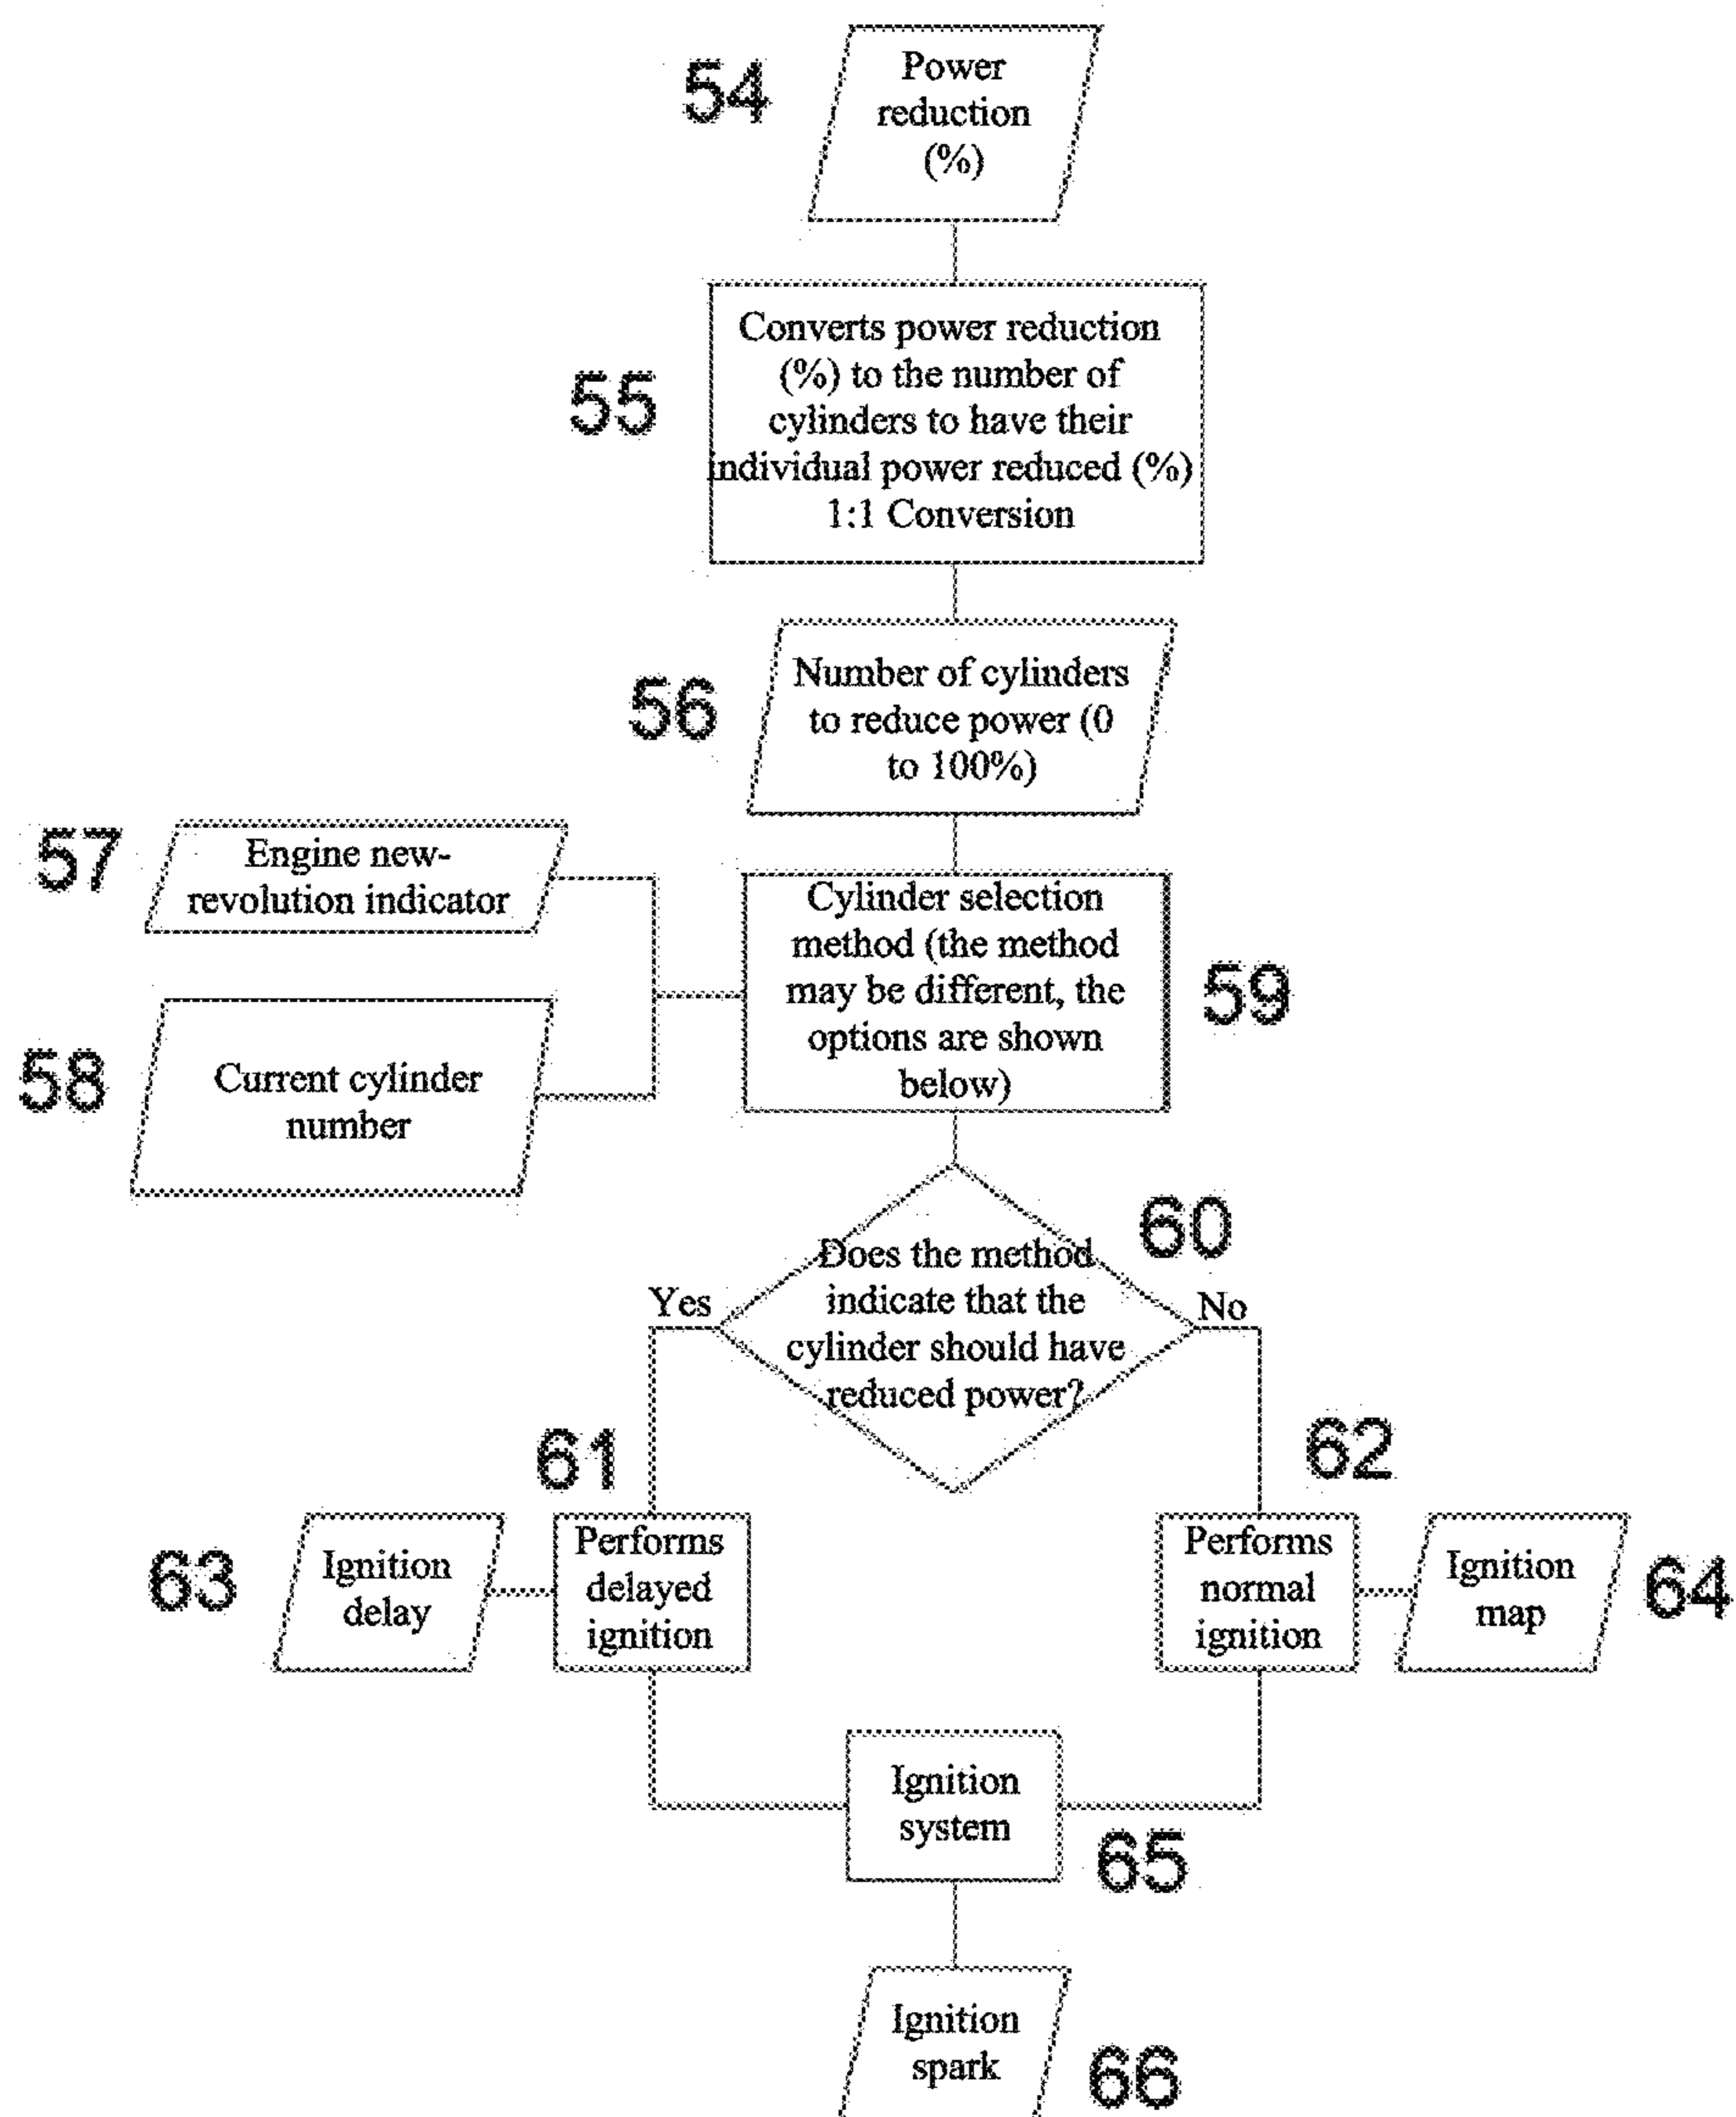 54
Power
reduction
(%)
55
Converts power reduction
(%) to the number of
cylinders to have their
individual power reduced (%)
1:1 Conversion
56
Number of cylinders
to reduce power (0
to 100%)
57
Engine new-
revolution indicator
58
Current cylinder
number
Cylinder selection
method (the method
may be different, the
options are shown
below)
59
60
Does the method
indicate that the
cylinder should have
reduced power?
Yes
No
61
62
63
Ignition
delay
Performs
delayed
ignition
Performs
normal
ignition
Ignition
map
64
Ignition
system
65
Ignition
spark
66